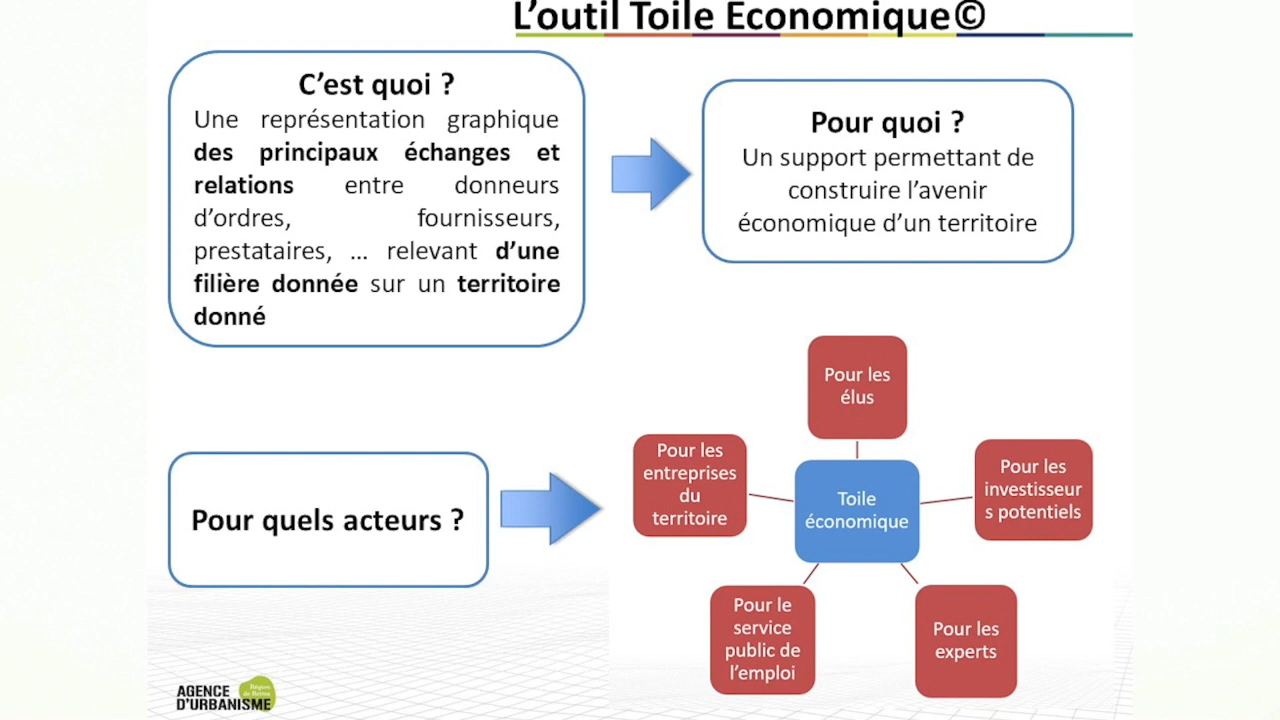 L'outil Toile Economique©
C'est quoi ?
Une représentation graphique
des principaux échanges et
relations entre donneurs
d'ordres, fournisseurs,
prestataires, ... relevant d'une
filière donnée sur un territoire
donné
Pour quoi ?
Un support permettant de
construire l'avenir
économique d'un territoire
Pour quels acteurs ?
Pour les
élus
Pour les
entreprises
du
territoire
Toile
économique
Pour les
investisseur
s potentiels
Pour le
service
public de
l'emploi
Pour les
experts
AGENCE
D'URBANISME
Région
de Reims